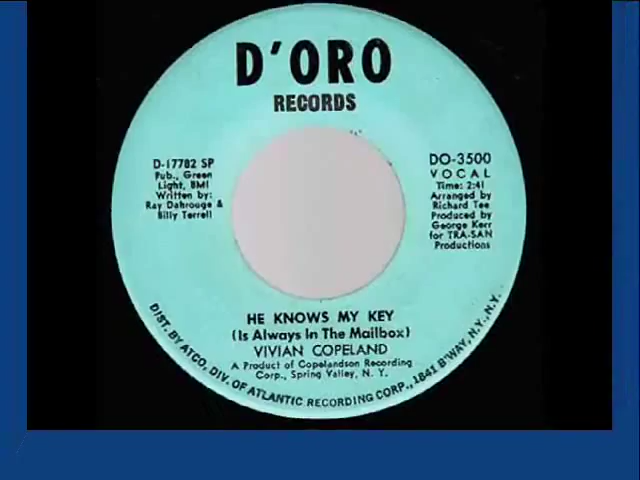 D'ORO
RECORDS
D-17782 SP
Pub., Green
Light, BMI
Written by:
Ray Dahrouge &
Billy Terrell
DO-3500
VOCAL
Time: 2:41
Arranged by
Richard Tee
Produced by
George Kerr
for TRA-SAN
Productions
HE KNOWS MY KEY
(Is Always In The Mailbox)
VIVIAN COPELAND
A Product of Copelandson Recording
Corp., Spring Valley, N. Y.
DIST. BY ATCO, DIV. OF ATLANTIC RECORDING CORP., 1841 B'WAY, N.Y., N.Y.